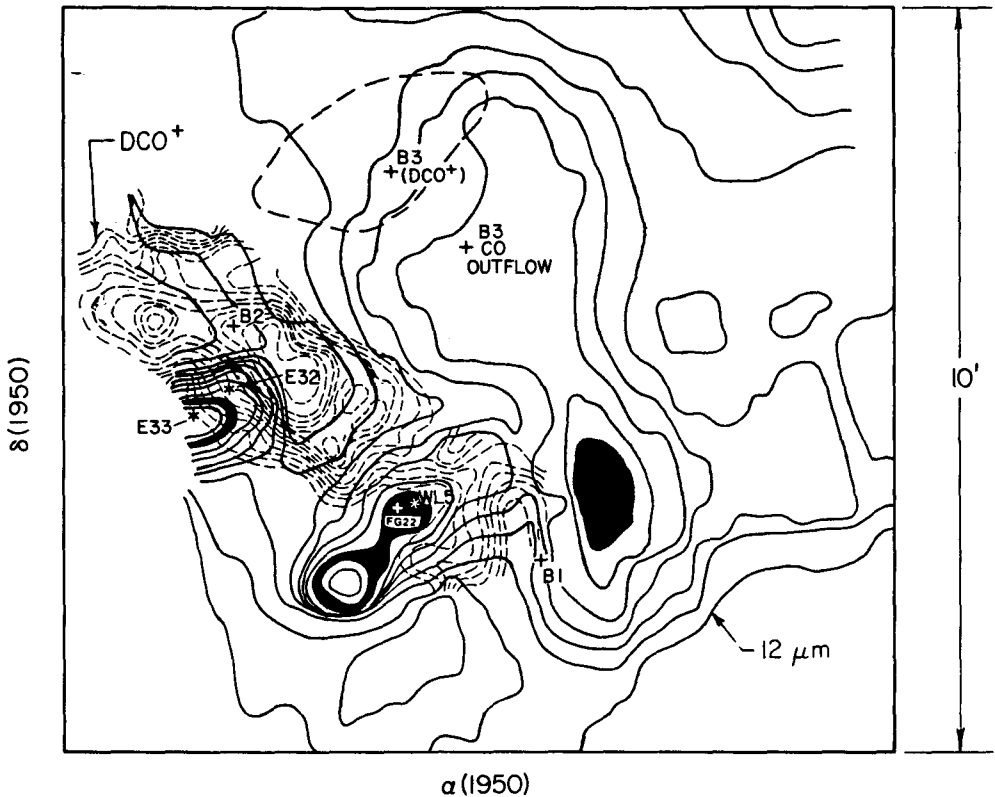 DCO⁺
B3
(DCO⁺)
B3
CO
OUTFLOW
B2
E32
E33
WL5
FG22
B1
12 μm
10'
δ (1950)
α (1950)